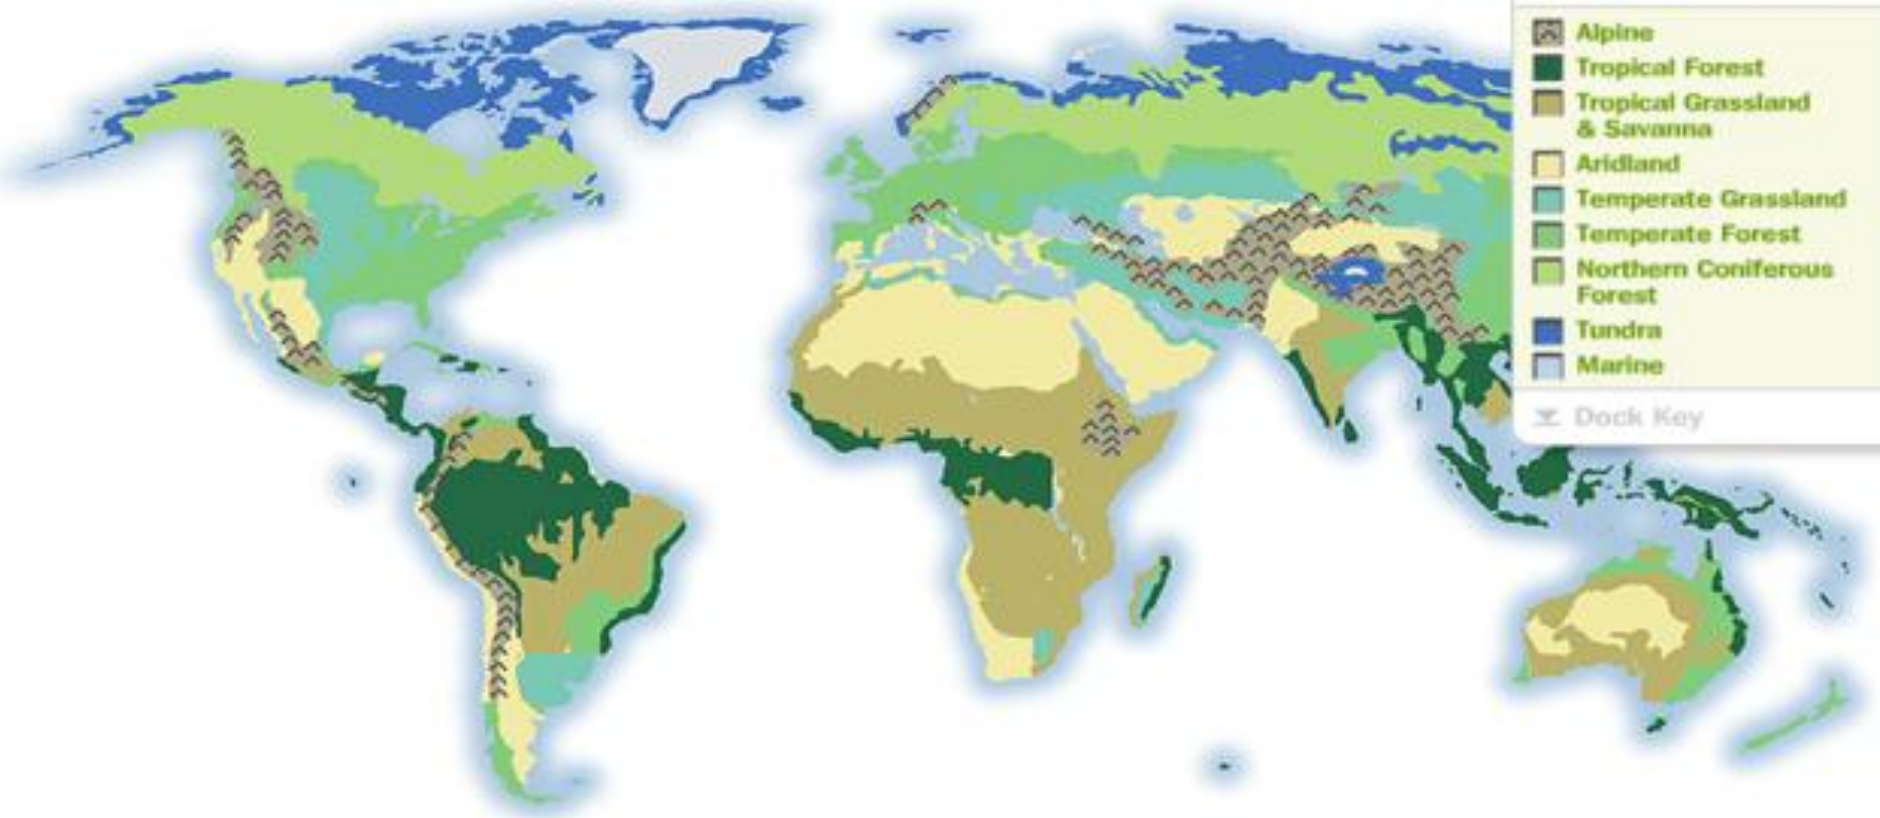 Alpine
Tropical Forest
Tropical Grassland
& Savanna
Aridland
Temperate Grassland
Temperate Forest
Northern Coniferous
Forest
Tundra
Marine
Dock Key